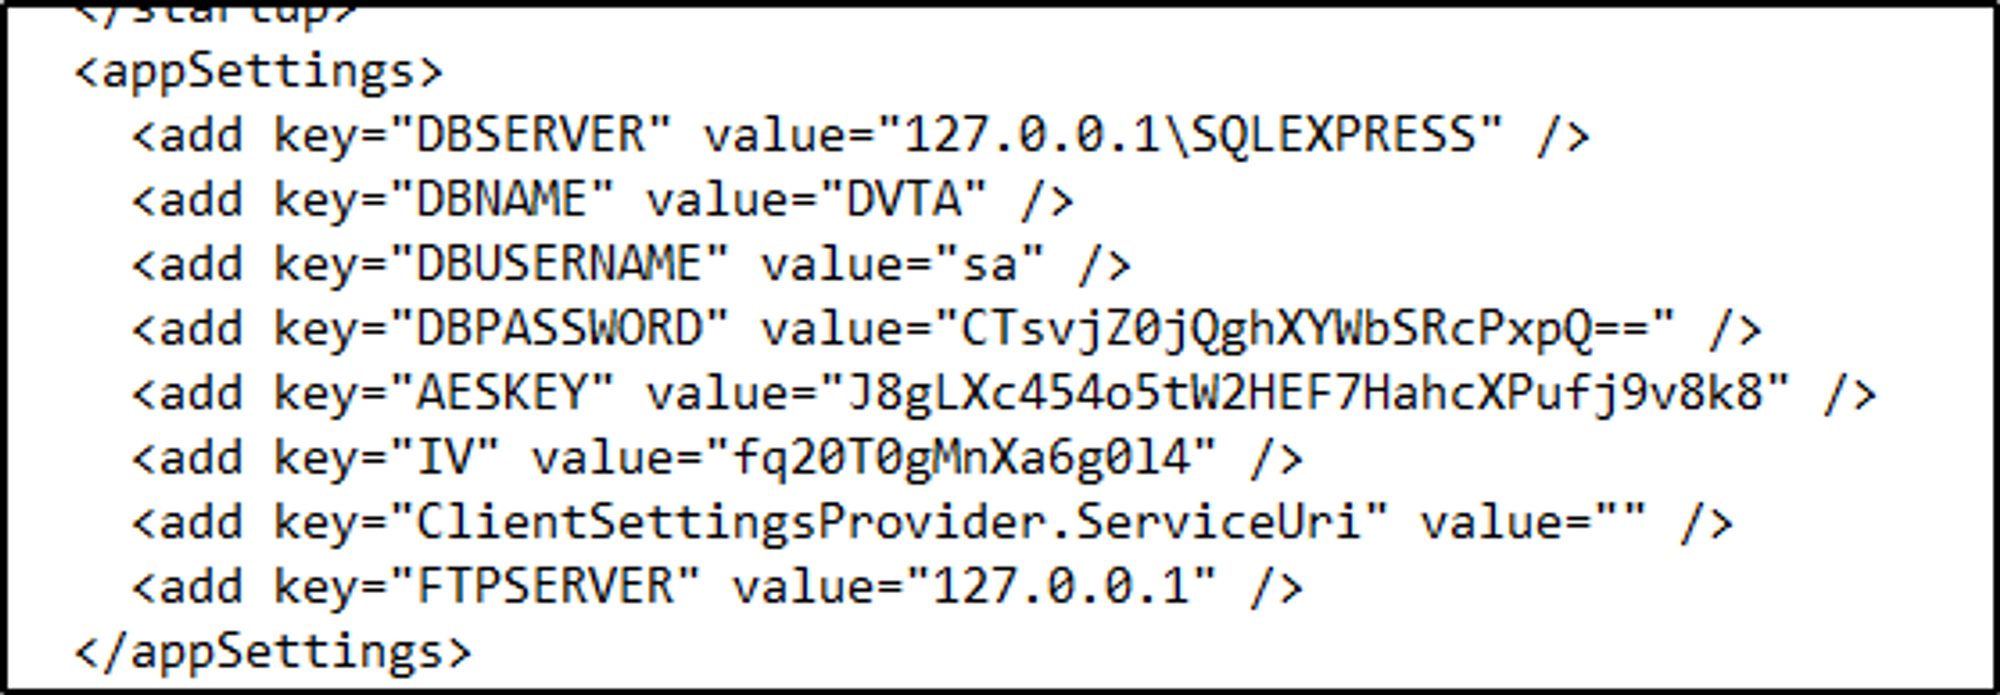 </startup>
<appSettings>
<add key="DBSERVER" value="127.0.0.1\SQLEXPRESS" />
<add key="DBNAME" value="DVTA" />
<add key="DBUSERNAME" value="sa" />
<add key="DBPASSWORD" value="CTsvjZ0jQghXYWbSRcPxpQ==" />
<add key="AESKEY" value="J8gLXc454o5tW2HEF7HahcXPufj9v8k8" />
<add key="IV" value="fq20T0gMnXa6g0l4" />
<add key="ClientSettingsProvider.ServiceUri" value="" />
<add key="FTPSERVER" value="127.0.0.1" />
</appSettings>